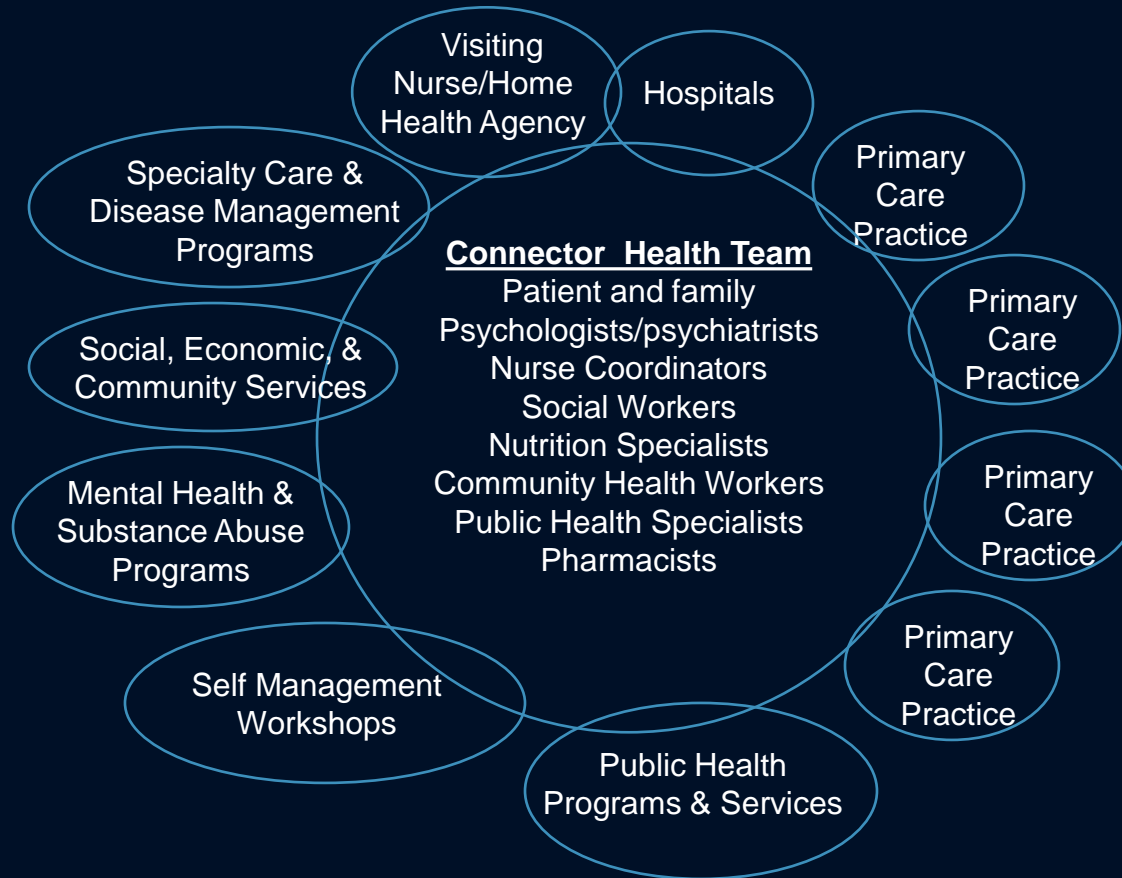 Visiting
Nurse/Home
Health Agency
Hospitals
Primary
Care
Practice
Specialty Care &
Disease Management
Programs
Connector  Health Team
Patient and family
Psychologists/psychiatrists
Nurse Coordinators
Social Workers
Nutrition Specialists
Community Health Workers
Public Health Specialists
Pharmacists
Primary
Care
Practice
Social, Economic, &
Community Services
Primary
Care
Practice
Mental Health &
Substance Abuse
Programs
Primary
Care
Practice
Self Management
Workshops
Public Health
Programs & Services